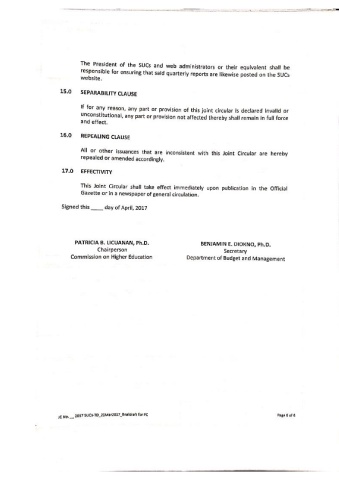 The President of the SUCs and web administrators or their equivalent shall be
responsible for ensuring that said quarterly reports are likewise posted on the SUCs
website.
15.0 SEPARABILITY CLAUSE
If for any reason, any part or provision of this joint circular is declared invalid or
unconstitutional, any part or provision not affected thereby shall remain in full force
and effect.
16.0 REPEALING CLAUSE
All or other issuances that are inconsistent with this Joint Circular are hereby
repealed or amended accordingly.
17.0 EFFECTIVITY
This Joint Circular shall take effect immediately upon publication in the Official
Gazette or in a newspaper of general circulation.
Signed this ____ day of April, 2017
PATRICIA B. LICUANAN, Ph.D. BENJAMIN E. DIOKNO, Ph.D.
Chairperson Secretary
Commission on Higher Education Department of Budget and Management
JC No. __ 2017 Page 8 of 8